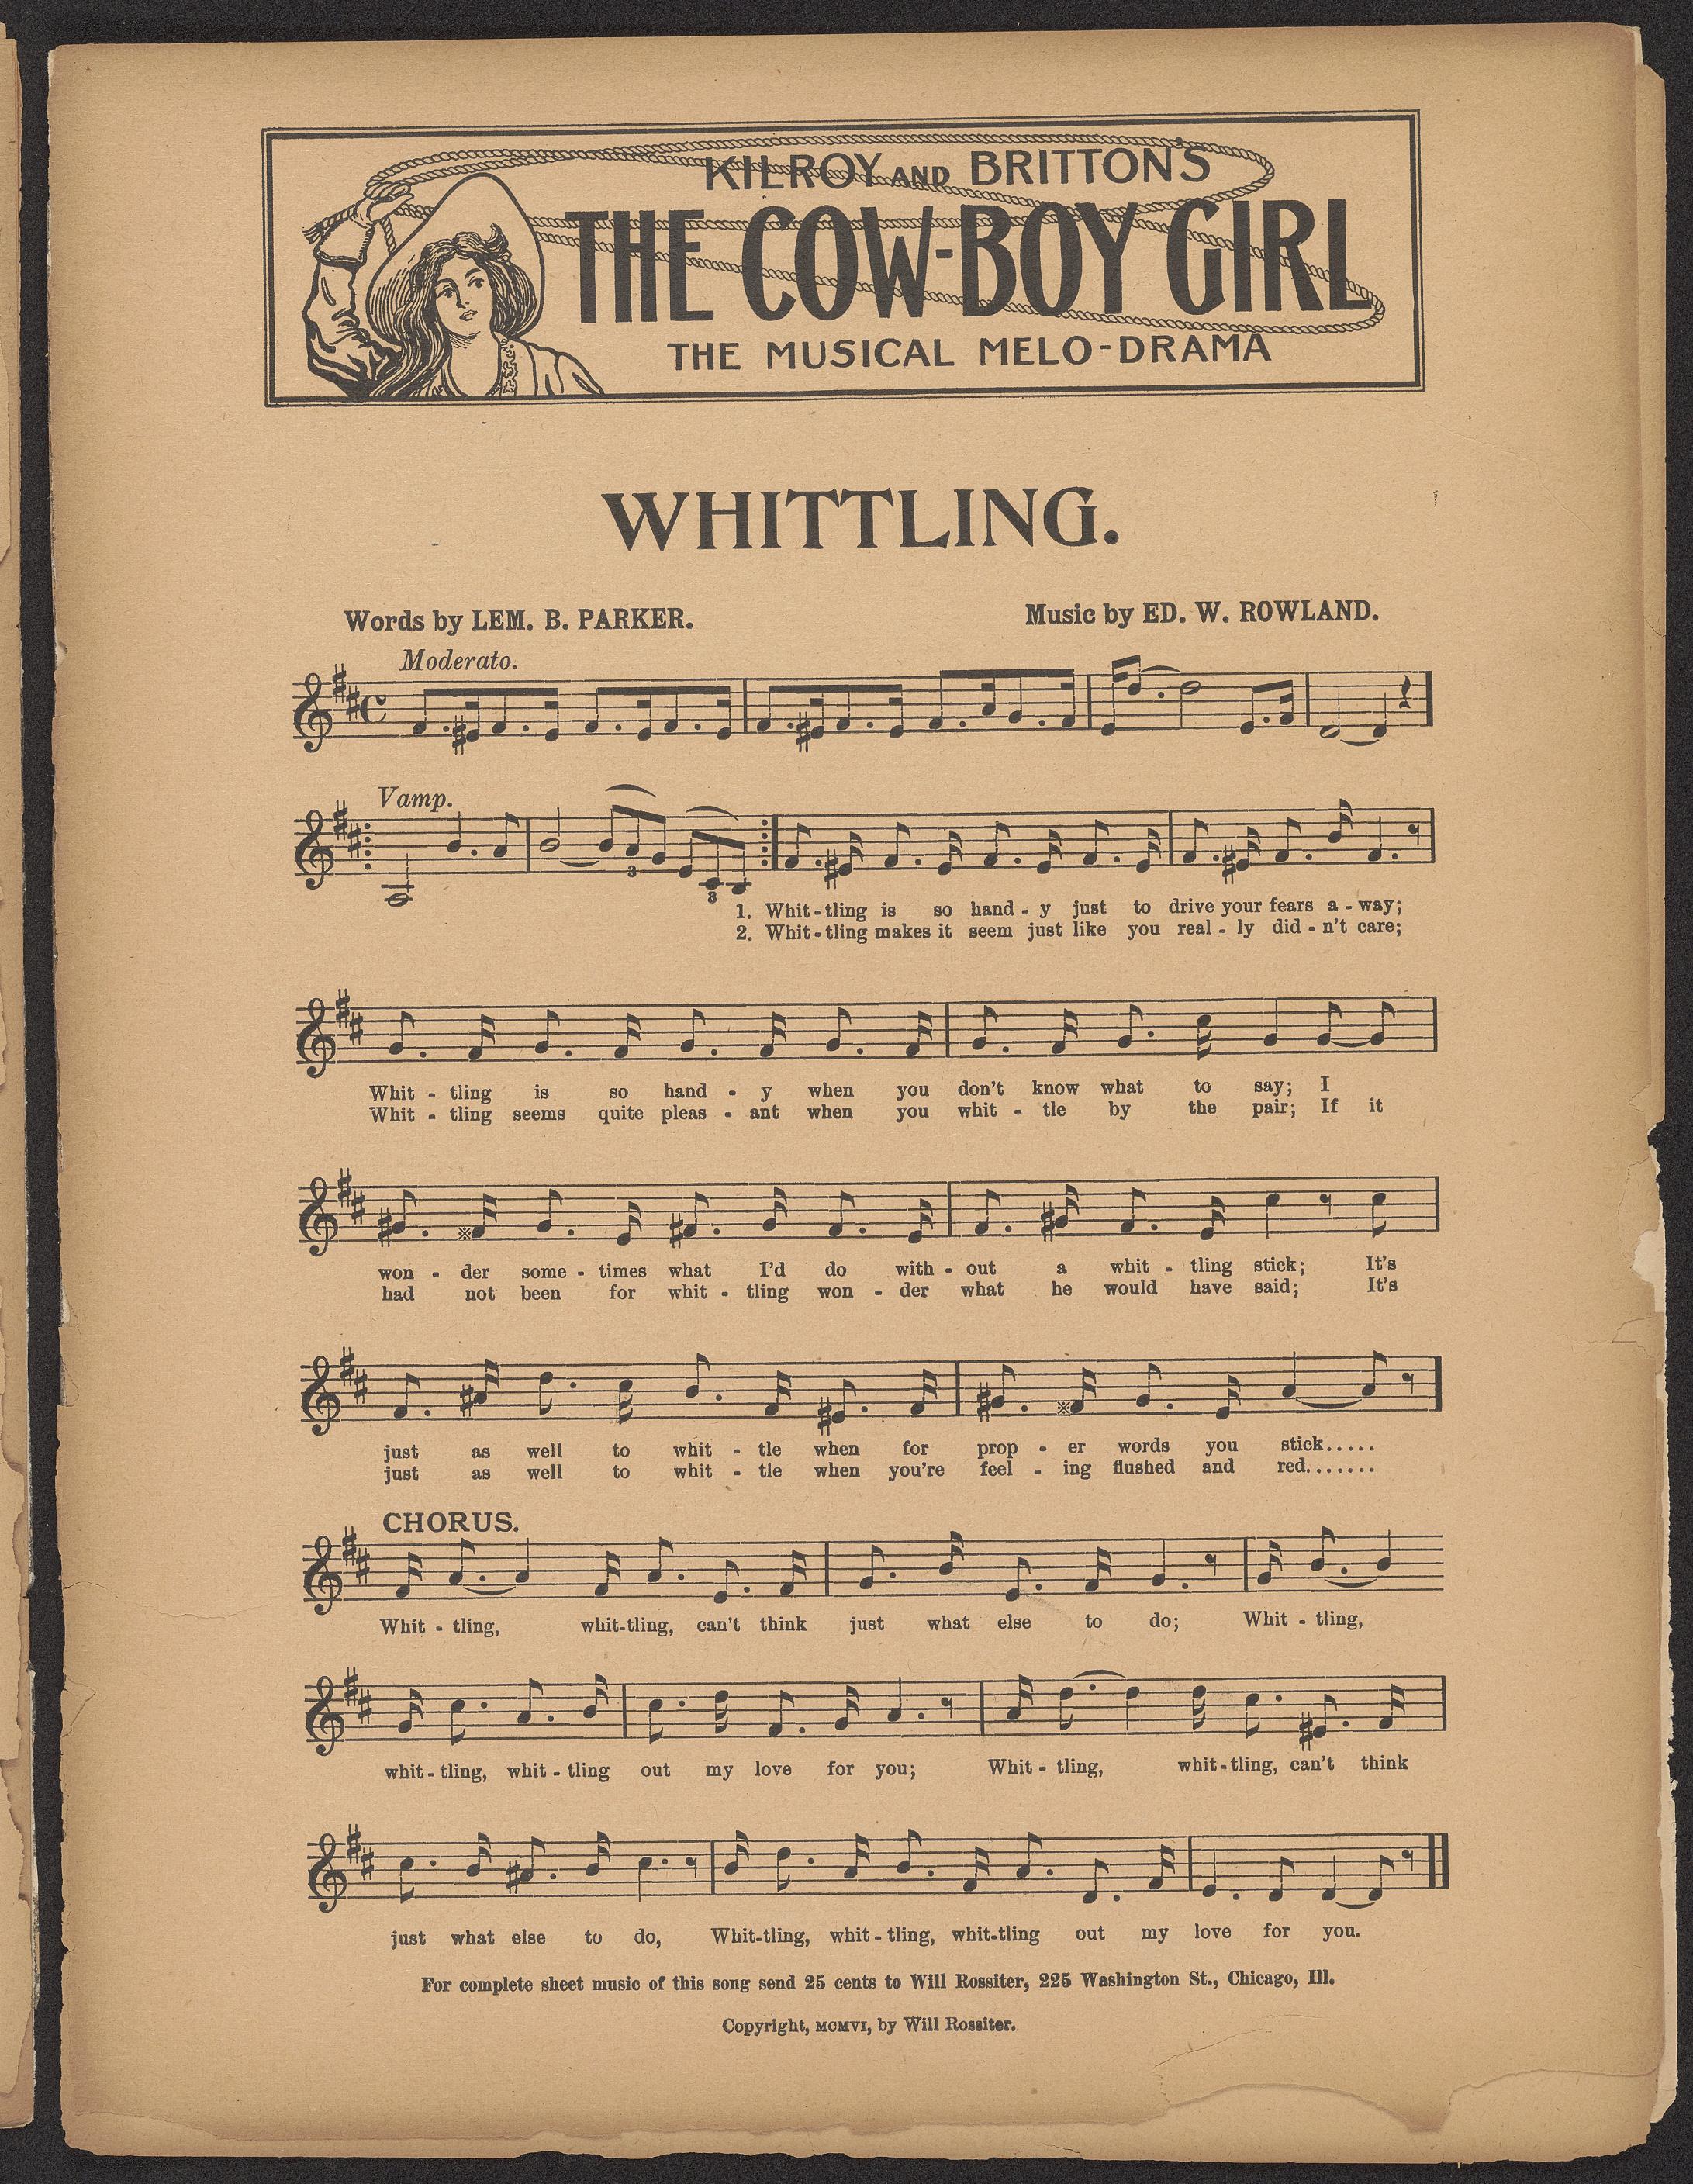 KILROY AND BRITTON'S
THE COW-BOY GIRL
THE MUSICAL MELO-DRAMA
WHITTLING.
Words by LEM. B. PARKER.
Music by ED. W. ROWLAND.
Moderato.
Vamp.
3
3
1. Whit-tling is so hand-y just to drive your fears a-way;
2. Whit-tling makes it seem just like you real-ly did-n't care;
Whit-tling is so hand-y when you don't know what to say; I
Whit-tling seems quite pleas-ant when you whit-tle by the pair; If it
won-der some-times what I'd do with-out a whit-tling stick; It's
had not been for whit-tling won-der what he would have said; It's
just as well to whit-tle when for prop-er words you stick.....
just as well to whit-tle when you're feel-ing flushed and red.......
CHORUS.
Whit-tling, whit-tling, can't think just what else to do; Whit-tling,
whit-tling, whit-tling out my love for you; Whit-tling, whit-tling, can't think
just what else to do, Whit-tling, whit-tling, whit-tling out my love for you.
For complete sheet music of this song send 25 cents to Will Rossiter, 225 Washington St., Chicago, Ill.
Copyright, MCMVI, by Will Rossiter.